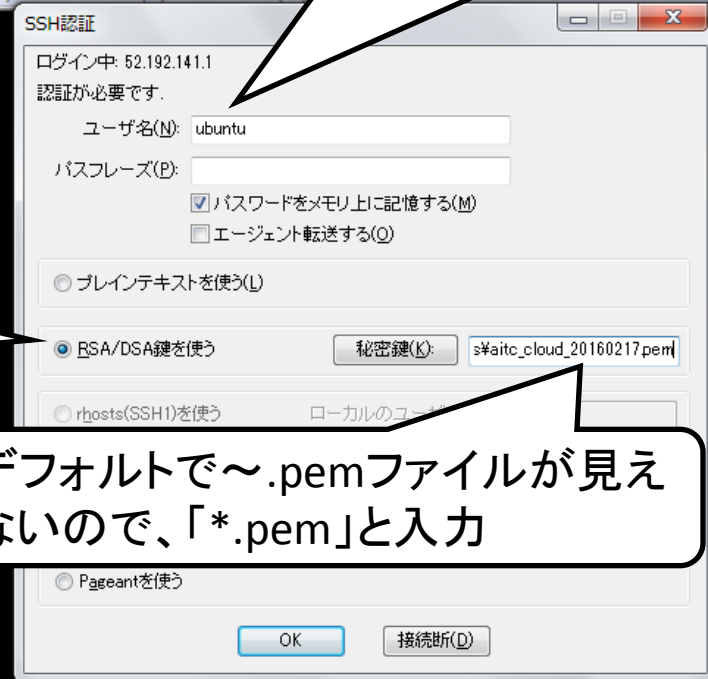 SSH認証
ログイン中: 52.192.141.1
認証が必要です.
ユーザ名(N): ubuntu
パスフレーズ(P):
パスワードをメモリ上に記憶する(M)
エージェント転送する(O)
プレインテキストを使う(L)
RSA/DSA鍵を使う 秘密鍵(K): s¥aitc_cloud_20160217.pem
rhosts(SSH1)を使う ローカルのユーザ
デフォルトで～.pemファイルが見え
ないので、「*.pem」と入力
Pageantを使う
OK 接続断(D)